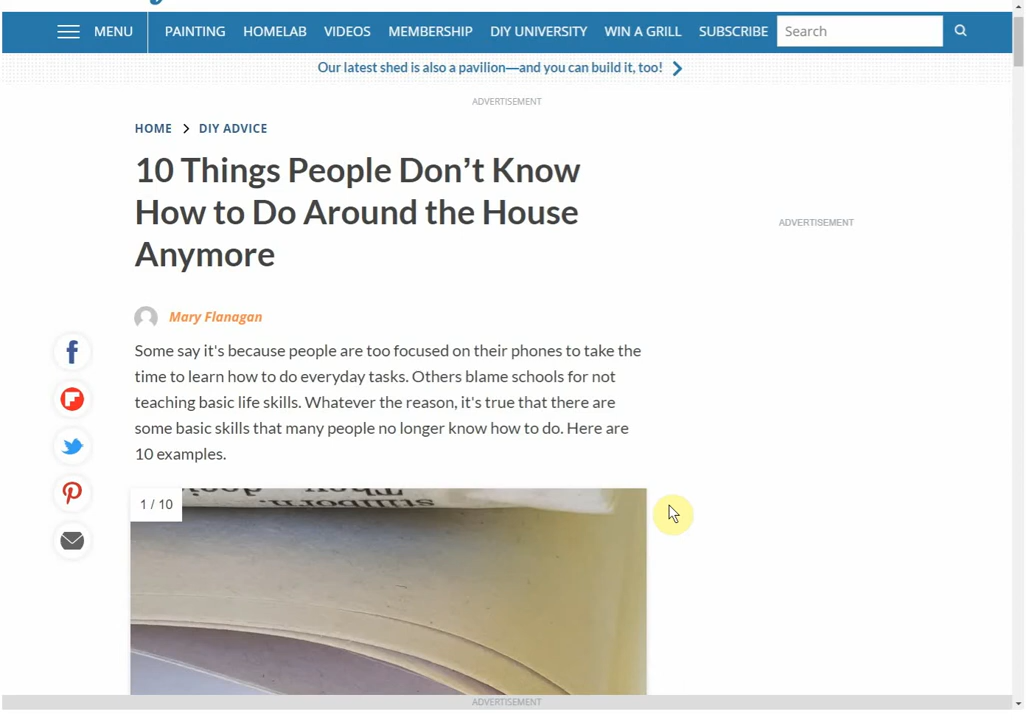 MENU
PAINTING HOMELAB VIDEOS MEMBERSHIP DIY UNIVERSITY WIN A GRILL SUBSCRIBE Search
Our latest shed is also a pavilion—and you can build it, too!
ADVERTISEMENT
HOME > DIY ADVICE
10 Things People Don’t Know
How to Do Around the House
Anymore
ADVERTISEMENT
Mary Flanagan
Some say it's because people are too focused on their phones to take the
time to learn how to do everyday tasks. Others blame schools for not
teaching basic life skills. Whatever the reason, it's true that there are
some basic skills that many people no longer know how to do. Here are
10 examples.
1 / 10
stillborn.
ADVERTISEMENT